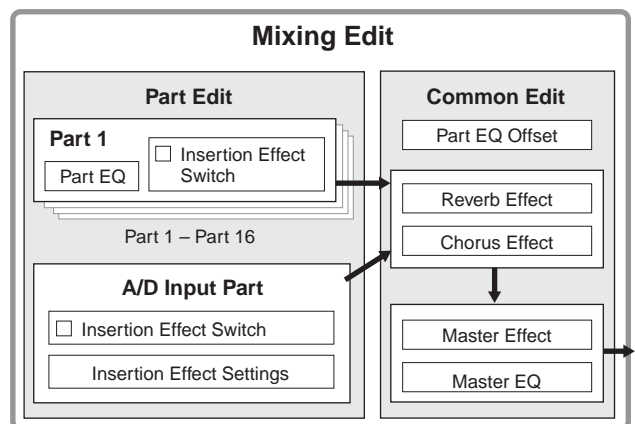 Mixing Edit
Part Edit
Part 1
Part EQ
Insertion Effect
Switch
Part 1 – Part 16
A/D Input Part
Insertion Effect Switch
Insertion Effect Settings
Common Edit
Part EQ Offset
Reverb Effect
Chorus Effect
Master Effect
Master EQ